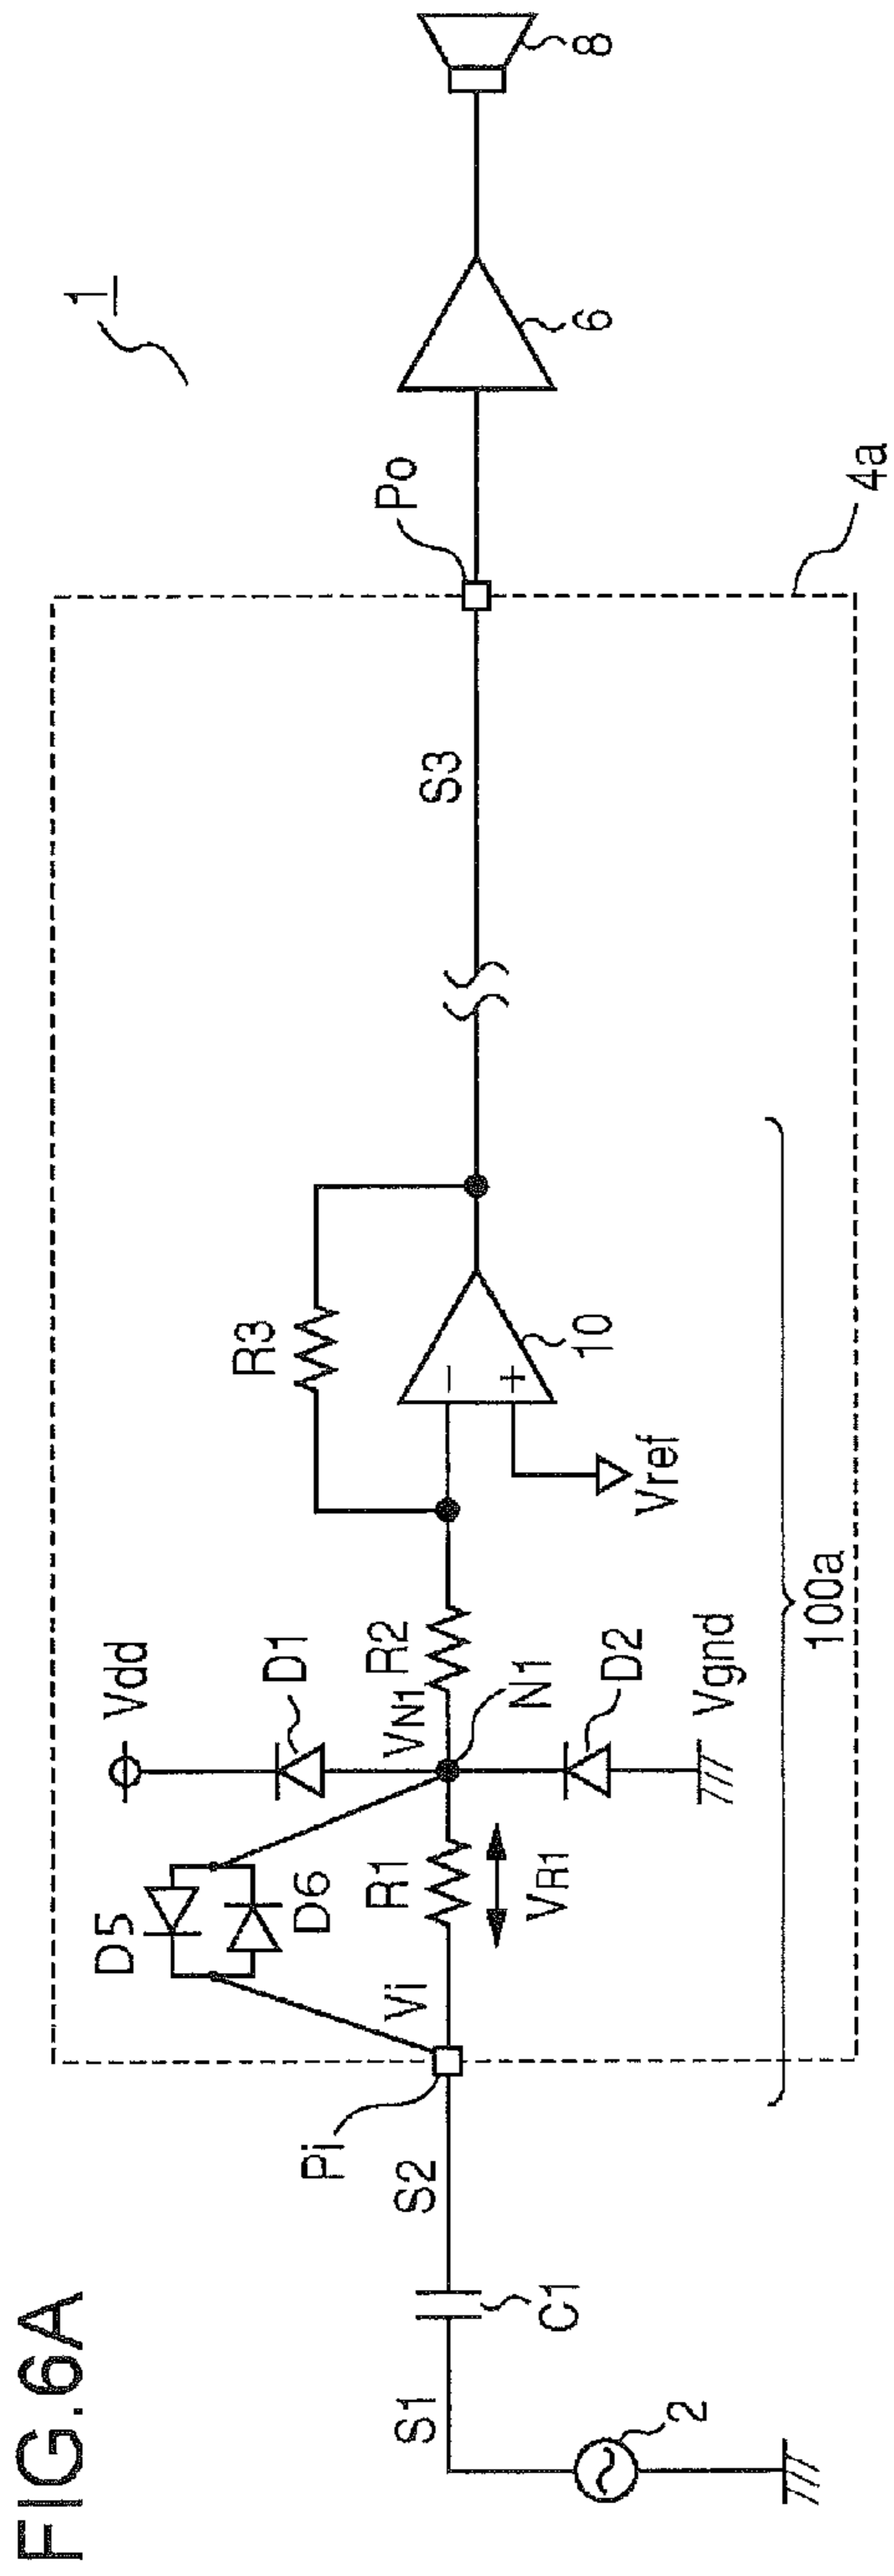 FIG.6A
1
Vdd
D5
D6
D1
R3
Po
S1
C1
S2
Pi
Vi
R1
VR1
VN1
R2
N1
D2
Vgnd
−
+
10
Vref
S3
6
8
2
100a
4a